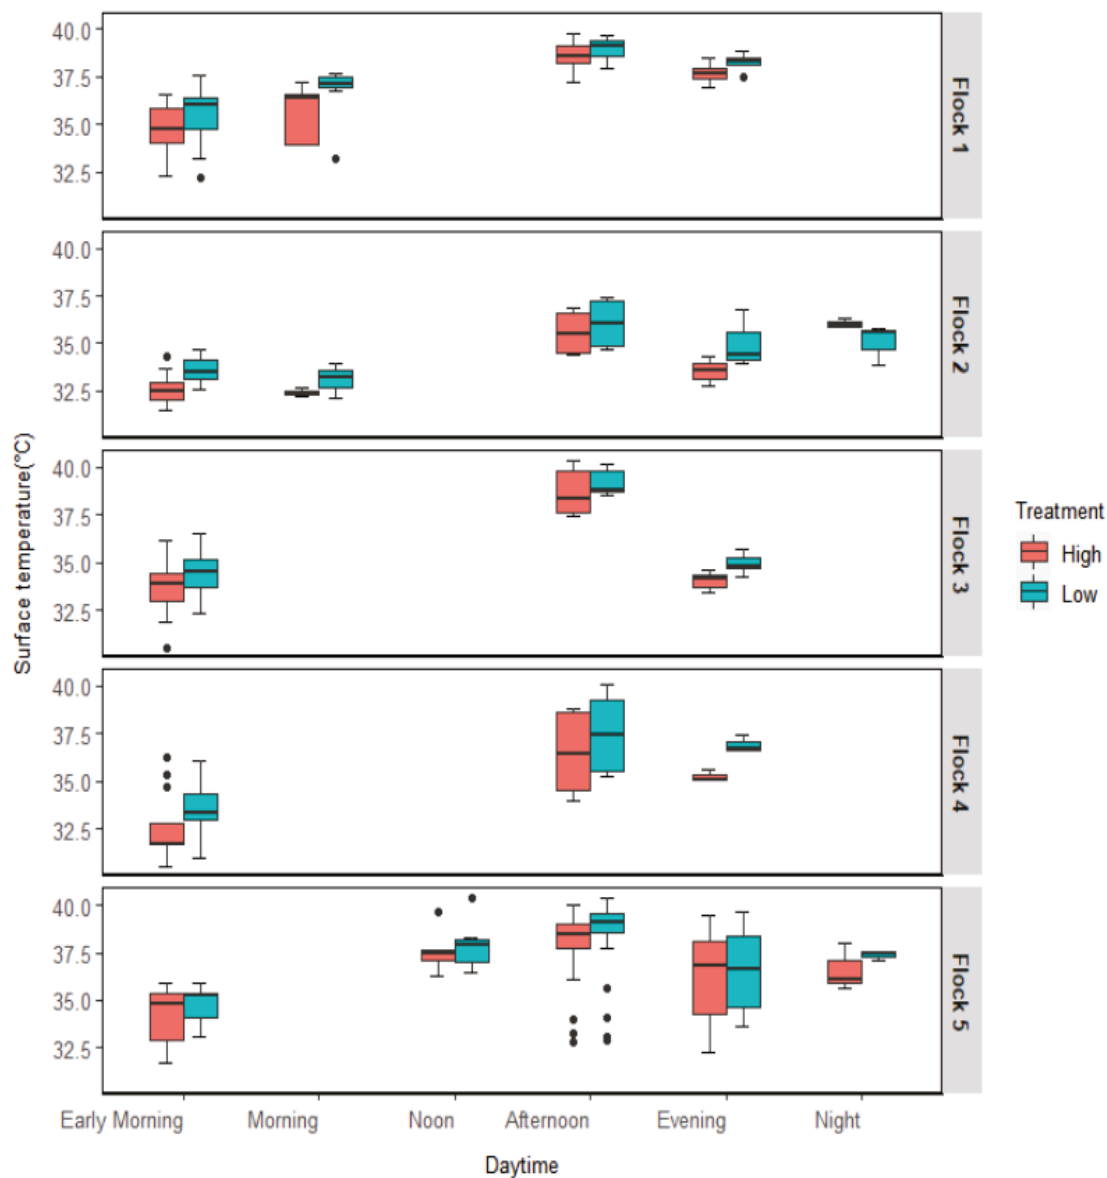 40.0
37.5
35.0
32.5
Flock 1
40.0
37.5
35.0
32.5
Flock 2
40.0
37.5
35.0
32.5
Flock 3
40.0
37.5
35.0
32.5
Flock 4
40.0
37.5
35.0
32.5
Flock 5
Surface temperature(°C)
Early Morning Morning Noon Afternoon Evening Night
Daytime
Treatment
High
Low